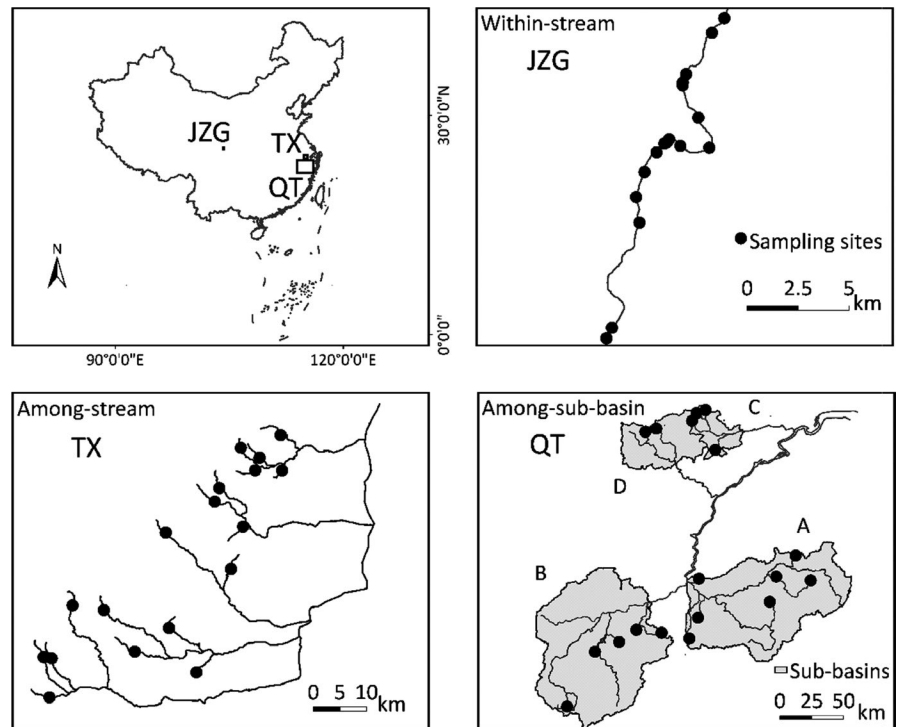 JZG
TX
QT
N
30°0'0"N
0°0'0"
90°0'0"E
120°0'0"E
Within-stream
JZG
Sampling sites
0 2.5 5
km
Among-stream
TX
0 5 10
km
Among-sub-basin
QT
C
D
A
B
Sub-basins
0 25 50
km